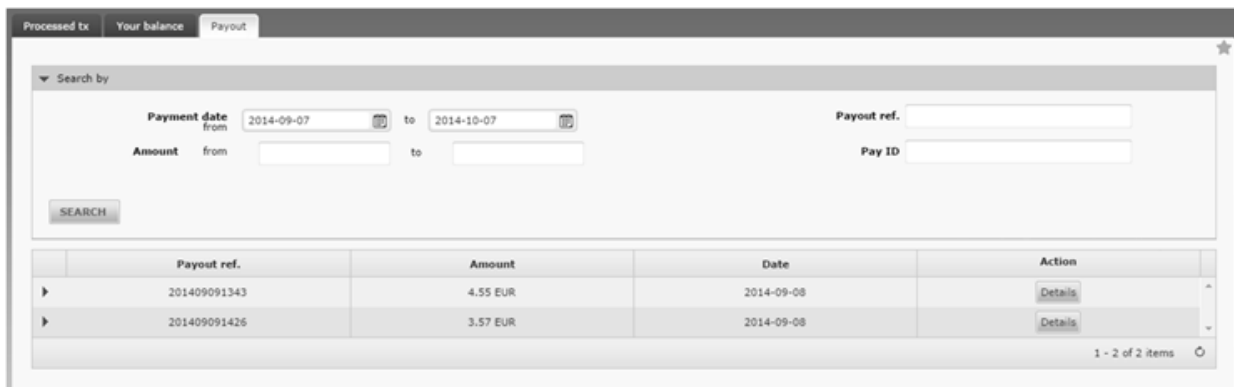 Processed tx Your balance Payout
Search by
Payment date from 2014-09-07 to 2014-10-07 Payout ref.
Amount from to Pay ID
SEARCH
Payout ref. Amount Date Action
201409091343 4.55 EUR 2014-09-08 Details
201409091426 3.57 EUR 2014-09-08 Details
1 - 2 of 2 items